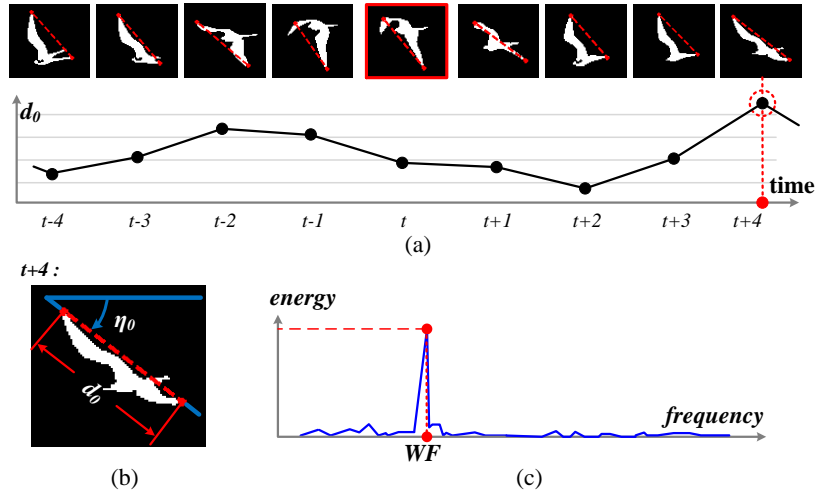 d0
time
t-4 t-3 t-2 t-1 t t+1 t+2 t+3 t+4
(a)
t+4 :
η0
d0
(b)
energy
frequency
WF
(c)